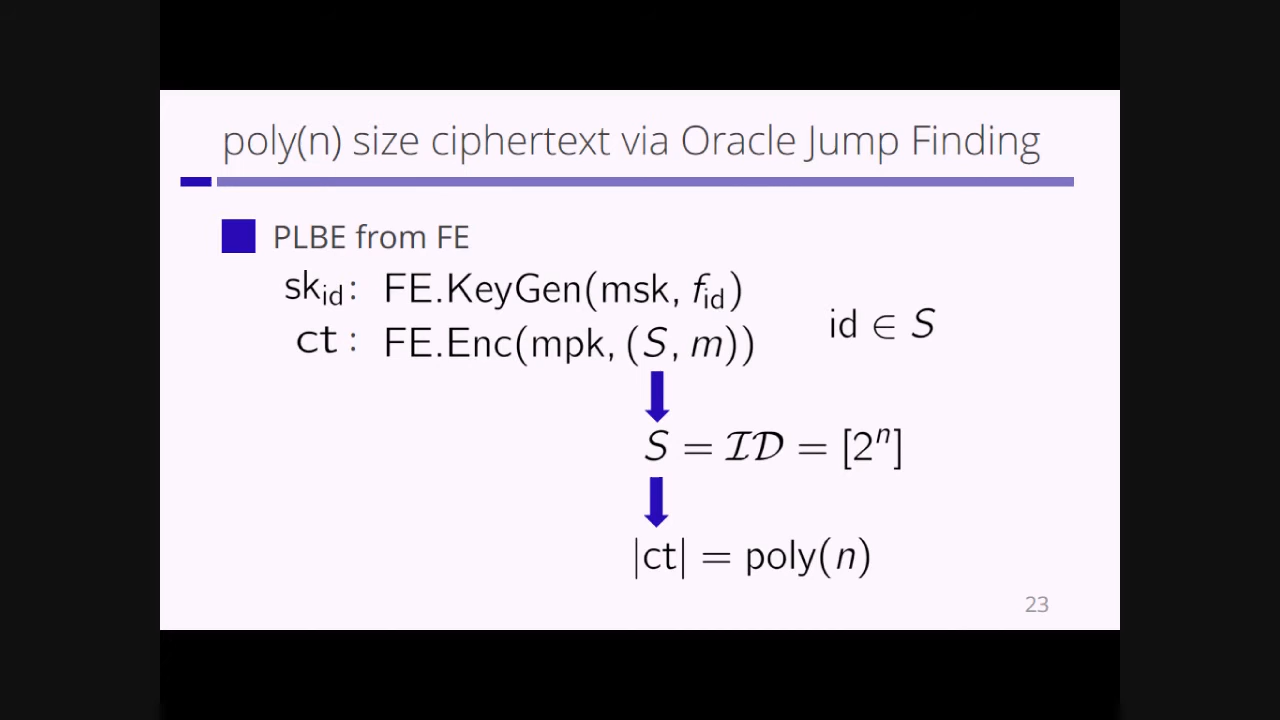 poly(n) size ciphertext via Oracle Jump Finding
PLBE from FE
sk_id : FE.KeyGen(msk, f_id)
id ∈ S
ct : FE.Enc(mpk, (S, m))
S = 𝓘𝓓 = [2^n]
|ct| = poly(n)
23